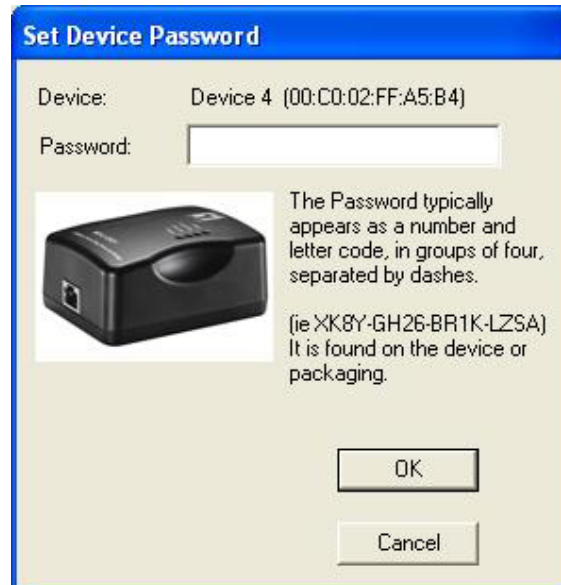 Set Device Password
Device: Device 4 (00:C0:02:FF:A5:B4)
Password:
The Password typically
appears as a number and
letter code, in groups of four,
separated by dashes.
(ie XK8Y-GH26-BR1K-LZSA)
It is found on the device or
packaging.
OK
Cancel